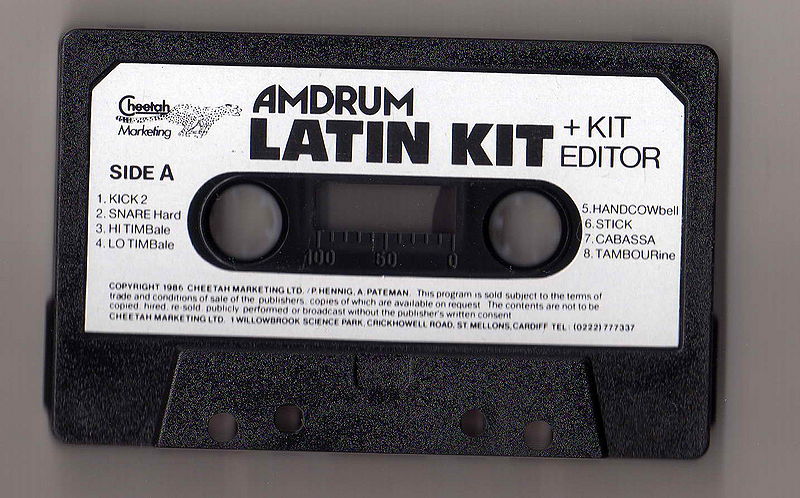 Cheetah
Marketing
AMDRUM
LATIN KIT
+ KIT
EDITOR
SIDE A
1. KICK 2
2. SNARE Hard
3. HI TIMBale
4. LO TIMBale
5. HANDCOWbell
6. STICK
7. CABASSA
8. TAMBOURine
100 50 0
COPYRIGHT 1986 CHEETAH MARKETING LTD. / P. HENNIG, A. PATEMAN. This program is sold subject to the terms of
trade and conditions of sale of the publishers, copies of which are available on request. The contents are not to be
copied, hired, re-sold, publicly performed or broadcast without the publisher's written consent
CHEETAH MARKETING LTD. 1 WILLOWBROOK SCIENCE PARK, CRICKHOWELL ROAD, ST. MELLONS, CARDIFF TEL: (0222) 777337